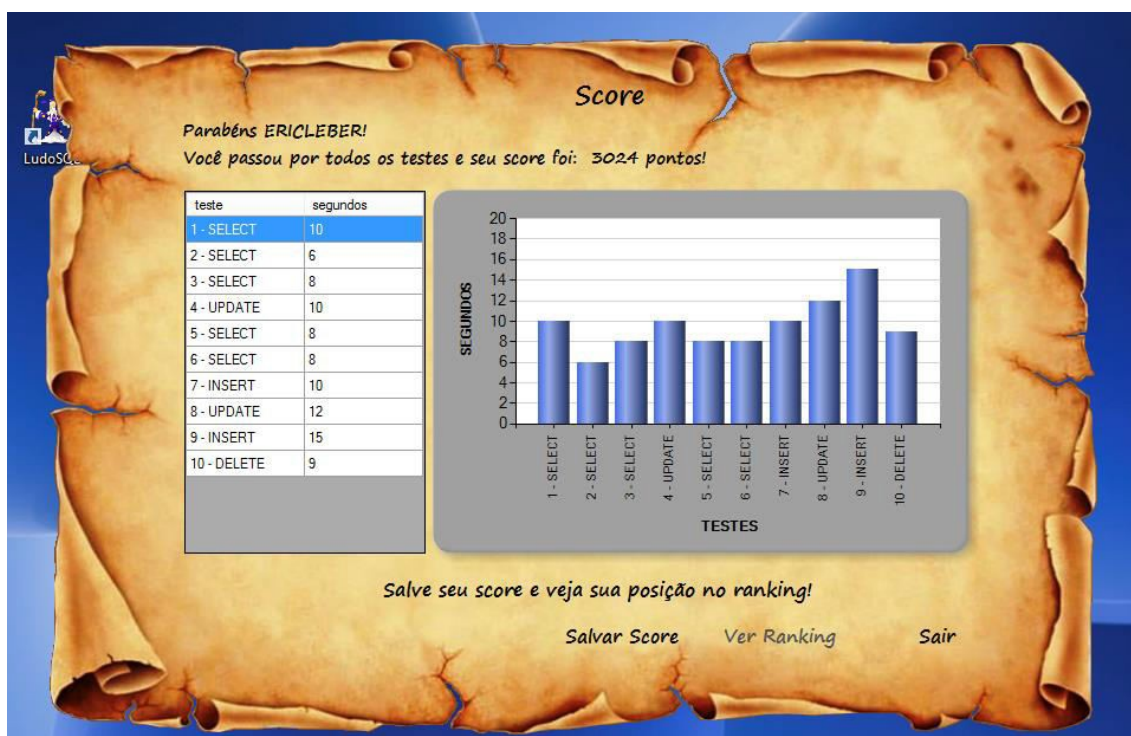 Score
Parabéns ERICLEBER!
Você passou por todos os testes e seu score foi: 3024 pontos!
teste segundos
1 - SELECT 10
2 - SELECT 6
3 - SELECT 8
4 - UPDATE 10
5 - SELECT 8
6 - SELECT 8
7 - INSERT 10
8 - UPDATE 12
9 - INSERT 15
10 - DELETE 9
SEGUNDOS
20
18
16
14
12
10
8
6
4
2
0
1 - SELECT
2 - SELECT
3 - SELECT
4 - UPDATE
5 - SELECT
6 - SELECT
7 - INSERT
8 - UPDATE
9 - INSERT
10 - DELETE
TESTES
Salve seu score e veja sua posição no ranking!
Salvar Score Ver Ranking Sair